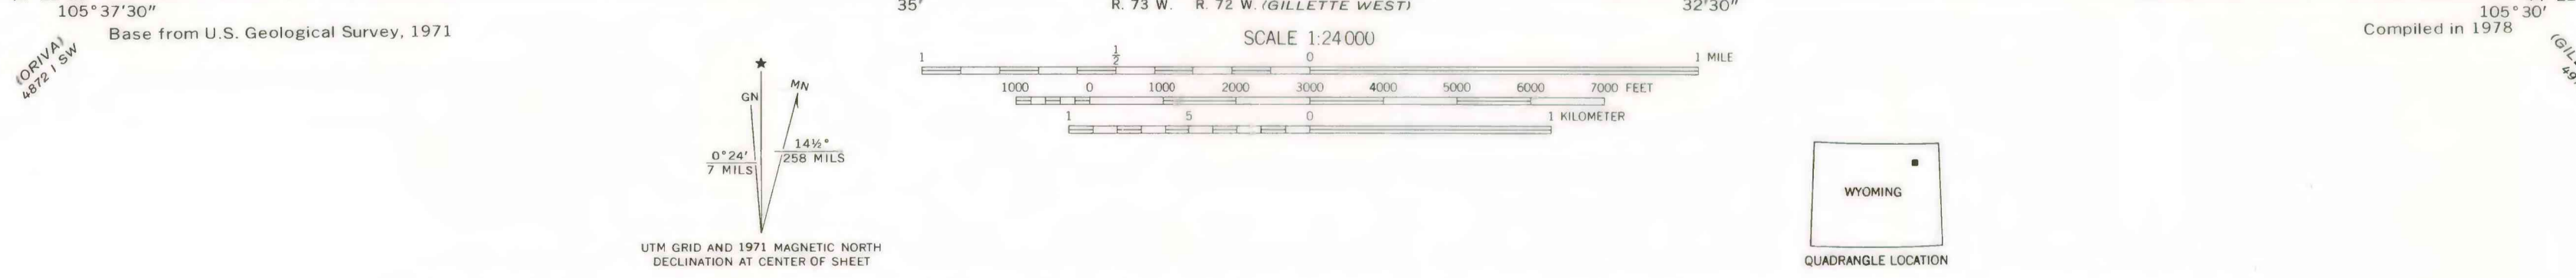 105°37'30"
35'
R. 73 W. R. 72 W. (GILLETTE WEST)
32'30"
105°30'
Base from U.S. Geological Survey, 1971
Compiled in 1978
(ORIVA)
4872 I SW
SCALE 1:24 000
1 1/2 0 1 MILE
1000 0 1000 2000 3000 4000 5000 6000 7000 FEET
1 5 0 1 KILOMETER
GN
MN
0°24'
7 MILS
14½°
258 MILS
UTM GRID AND 1971 MAGNETIC NORTH
DECLINATION AT CENTER OF SHEET
WYOMING
QUADRANGLE LOCATION